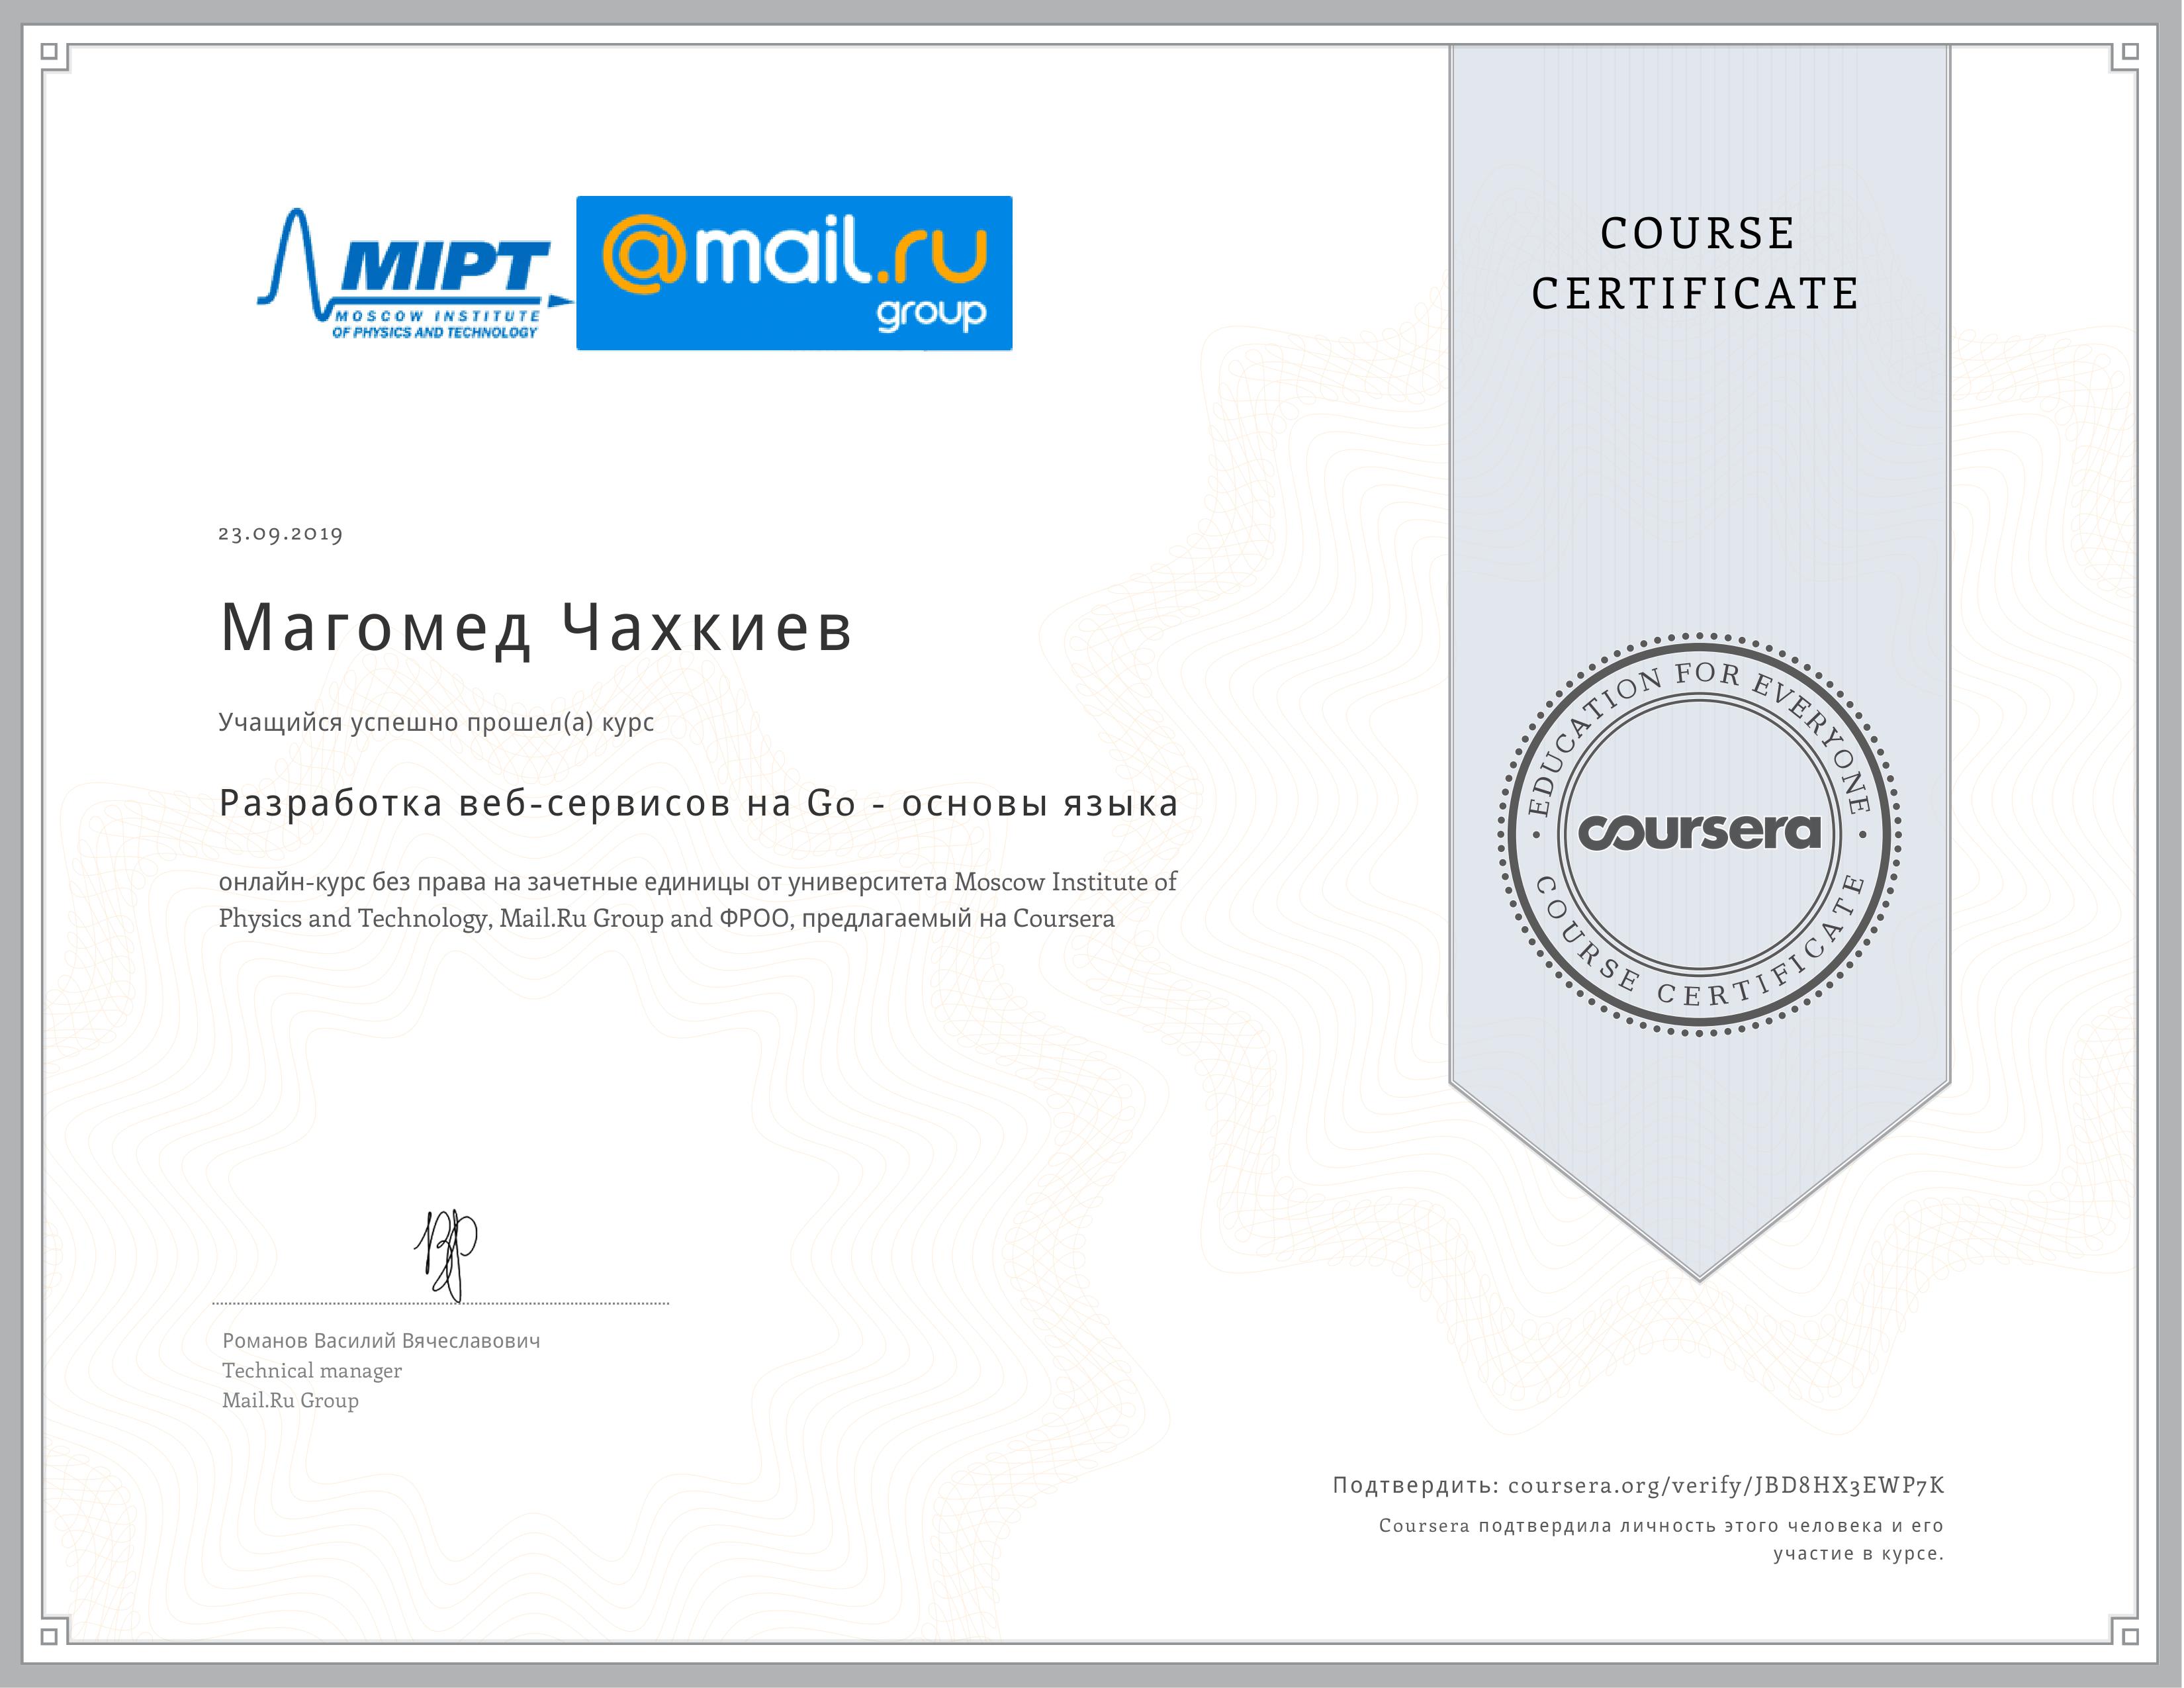 MIPT
MOSCOW INSTITUTE
OF PHYSICS AND TECHNOLOGY
@mail.ru
group
COURSE
CERTIFICATE
23.09.2019
Магомед Чахкиев
Учащийся успешно прошел(а) курс
Разработка веб-сервисов на Go - основы языка
онлайн-курс без права на зачетные единицы от университета Moscow Institute of
Physics and Technology, Mail.Ru Group and ФРОО, предлагаемый на Coursera
EDUCATION FOR EVERYONE
coursera
COURSE CERTIFICATE
Романов Василий Вячеславович
Technical manager
Mail.Ru Group
Подтвердить: coursera.org/verify/JBD8HX3EWP7K
Coursera подтвердила личность этого человека и его
участие в курсе.